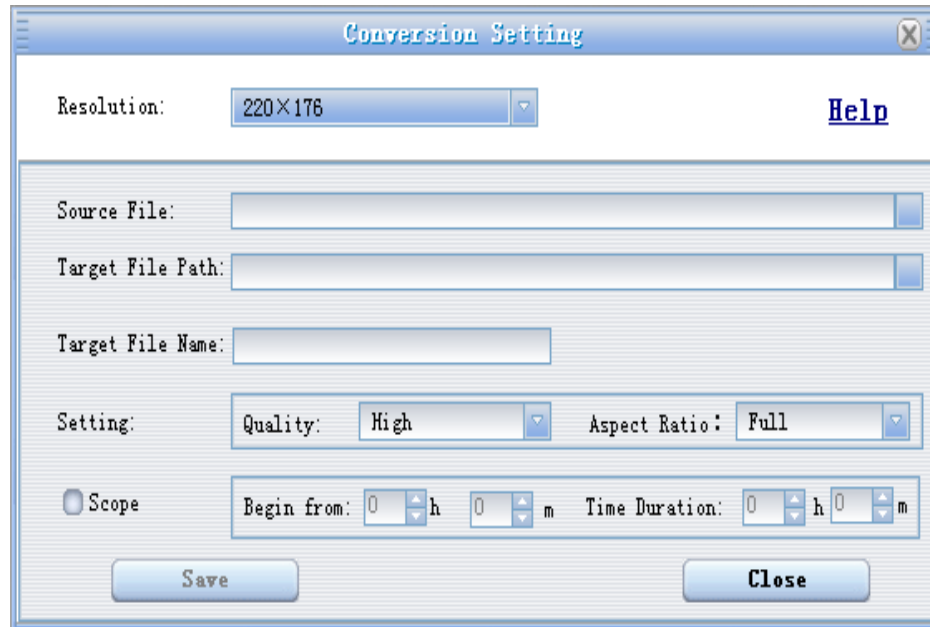 Conversion Setting
Resolution: 220×176 Help
Source File:
Target File Path:
Target File Name:
Setting: Quality: High Aspect Ratio: Full
Scope Begin from: 0 h 0 m Time Duration: 0 h 0 m
Save Close